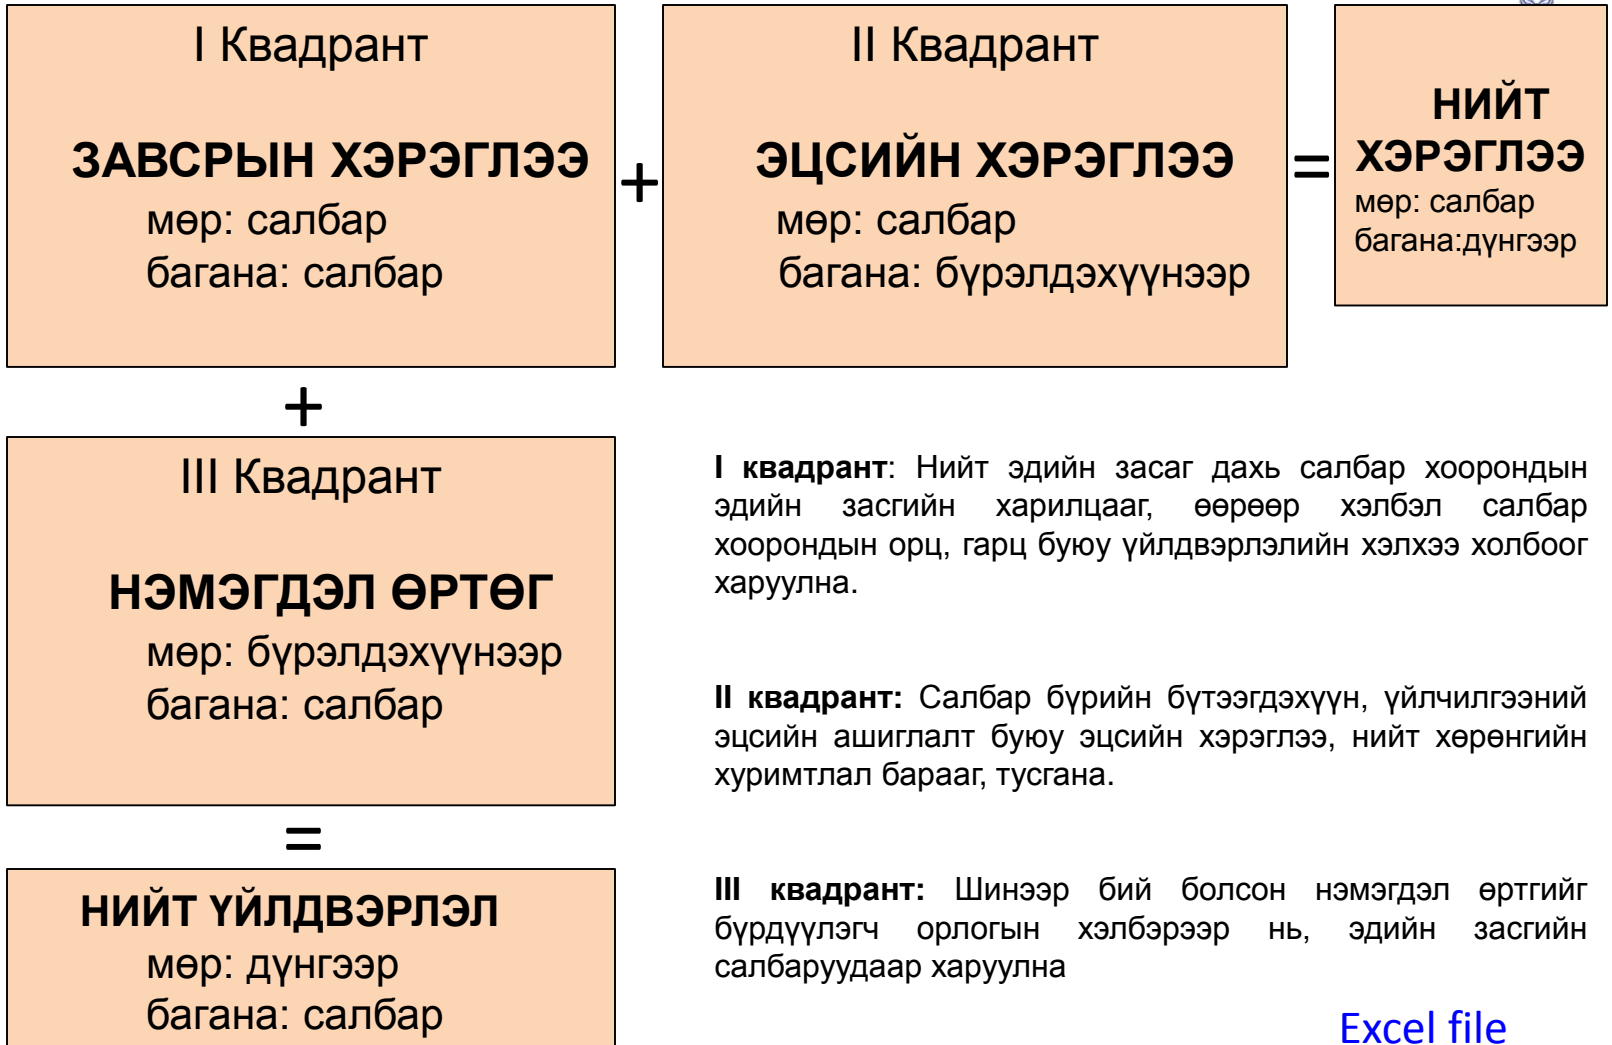 I Квадрант
ЗАВСРЫН ХЭРЭГЛЭЭ
мөр: салбар
багана: салбар
+
II Квадрант
ЭЦСИЙН ХЭРЭГЛЭЭ
мөр: салбар
багана: бүрэлдэхүүнээр
=
НИЙТ
ХЭРЭГЛЭЭ
мөр: салбар
багана:дүнгээр
+
III Квадрант
НЭМЭГДЭЛ ӨРТӨГ
мөр: бүрэлдэхүүнээр
багана: салбар
=
НИЙТ ҮЙЛДВЭРЛЭЛ
мөр: дүнгээр
багана: салбар
I квадрант: Нийт эдийн засаг дахь салбар хоорондын
эдийн засгийн харилцааг, өөрөөр хэлбэл салбар
хоорондын орц, гарц буюу үйлдвэрлэлийн хэлхээ холбоог
харуулна.
II квадрант: Салбар бүрийн бүтээгдэхүүн, үйлчилгээний
эцсийн ашиглалт буюу эцсийн хэрэглээ, нийт хөрөнгийн
хуримтлал барааг, тусгана.
III квадрант: Шинээр бий болсон нэмэгдэл өртгийг
бүрдүүлэгч орлогын хэлбэрээр нь, эдийн засгийн
салбаруудаар харуулна
Excel file